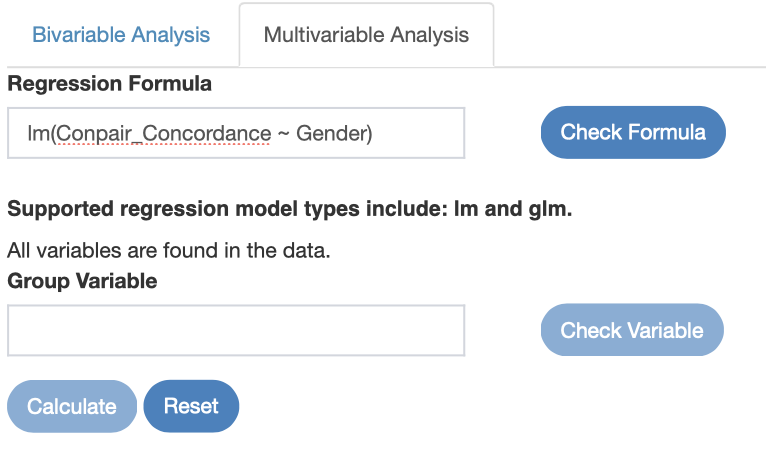 Bivariable Analysis Multivariable Analysis
Regression Formula
lm(Conpair_Concordance ~ Gender) Check Formula
Supported regression model types include: lm and glm.
All variables are found in the data.
Group Variable
Check Variable
Calculate Reset